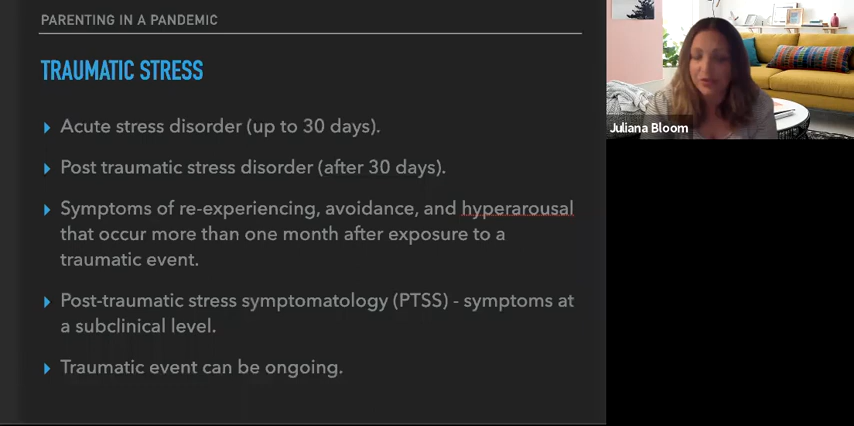 PARENTING IN A PANDEMIC
TRAUMATIC STRESS
Acute stress disorder (up to 30 days).
Post traumatic stress disorder (after 30 days).
Symptoms of re-experiencing, avoidance, and hyperarousal
that occur more than one month after exposure to a
traumatic event.
Post-traumatic stress symptomatology (PTSS) - symptoms at
a subclinical level.
Traumatic event can be ongoing.
Juliana Bloom